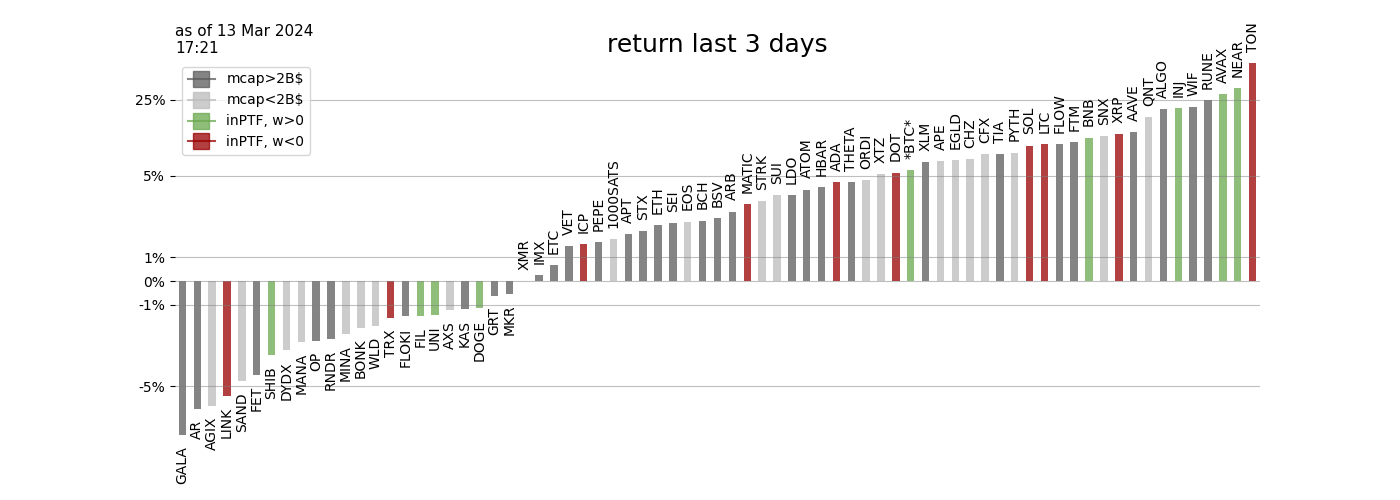 as of 13 Mar 2024
17:21
return last 3 days
mcap>2B$
mcap<2B$
inPTF, w>0
inPTF, w<0
25%
5%
1%
0%
-1%
-5%
GALA
AR
AGIX
LINK
SAND
FET
SHIB
DYDX
MANA
OP
RNDR
MINA
BONK
WLD
TRX
FLOKI
FIL
UNI
AXS
KAS
DOGE
GRT
MKR
XMR
IMX
ETC
VET
ICP
PEPE
1000SATS
APT
STX
ETH
SEI
EOS
BCH
BSV
ARB
MATIC
STRK
SUI
LDO
ATOM
HBAR
ADA
THETA
ORDI
XTZ
DOT
*BTC*
XLM
APE
EGLD
CHZ
CFX
TIA
PYTH
SOL
LTC
FLOW
FTM
BNB
SNX
XRP
AAVE
QNT
ALGO
INJ
WIF
RUNE
AVAX
NEAR
TON